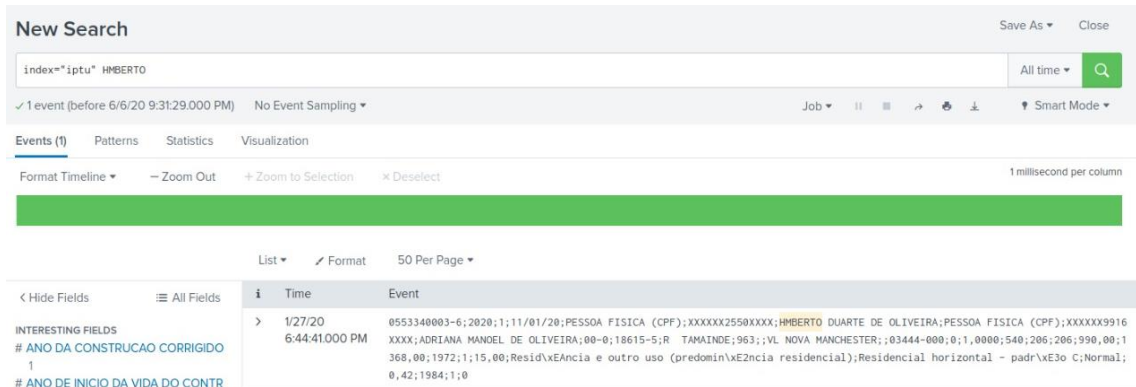 New Search
Save As ▾ Close
index="iptu" HMBERTO
All time ▾
✓ 1 event (before 6/6/20 9:31:29.000 PM) No Event Sampling ▾
Job ▾
Smart Mode ▾
Events (1) Patterns Statistics Visualization
Format Timeline ▾ — Zoom Out + Zoom to Selection × Deselect
1 millisecond per column
List ▾ Format 50 Per Page ▾
< Hide Fields All Fields
i Time Event
INTERESTING FIELDS
# ANO DA CONSTRUCAO CORRIGIDO
1
# ANO DE INICIO DA VIDA DO CONTR
> 1/27/20
6:44:41.000 PM
0553340003-6;2020;1;11/01/20;PESSOA FISICA (CPF);XXXXXX2550XXXX;HMBERTO DUARTE DE OLIVEIRA;PESSOA FISICA (CPF);XXXXXX9916
XXXX;ADRIANA MANOEL DE OLIVEIRA;00-0;18615-5;R TAMAINDE;963;;VL NOVA MANCHESTER;;03444-000;0;1,0000;540;206;206;990,00;1
368,00;1972;1;15,00;Resid\xEAncia e outro uso (predomin\xE2ncia residencial);Residencial horizontal - padr\xE3o C;Normal;
0,42;1984;1;0